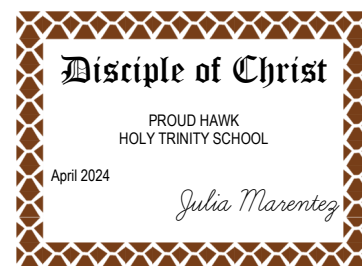 Disciple of Christ
PROUD HAWK
HOLY TRINITY SCHOOL
April 2024
Julia Marentez